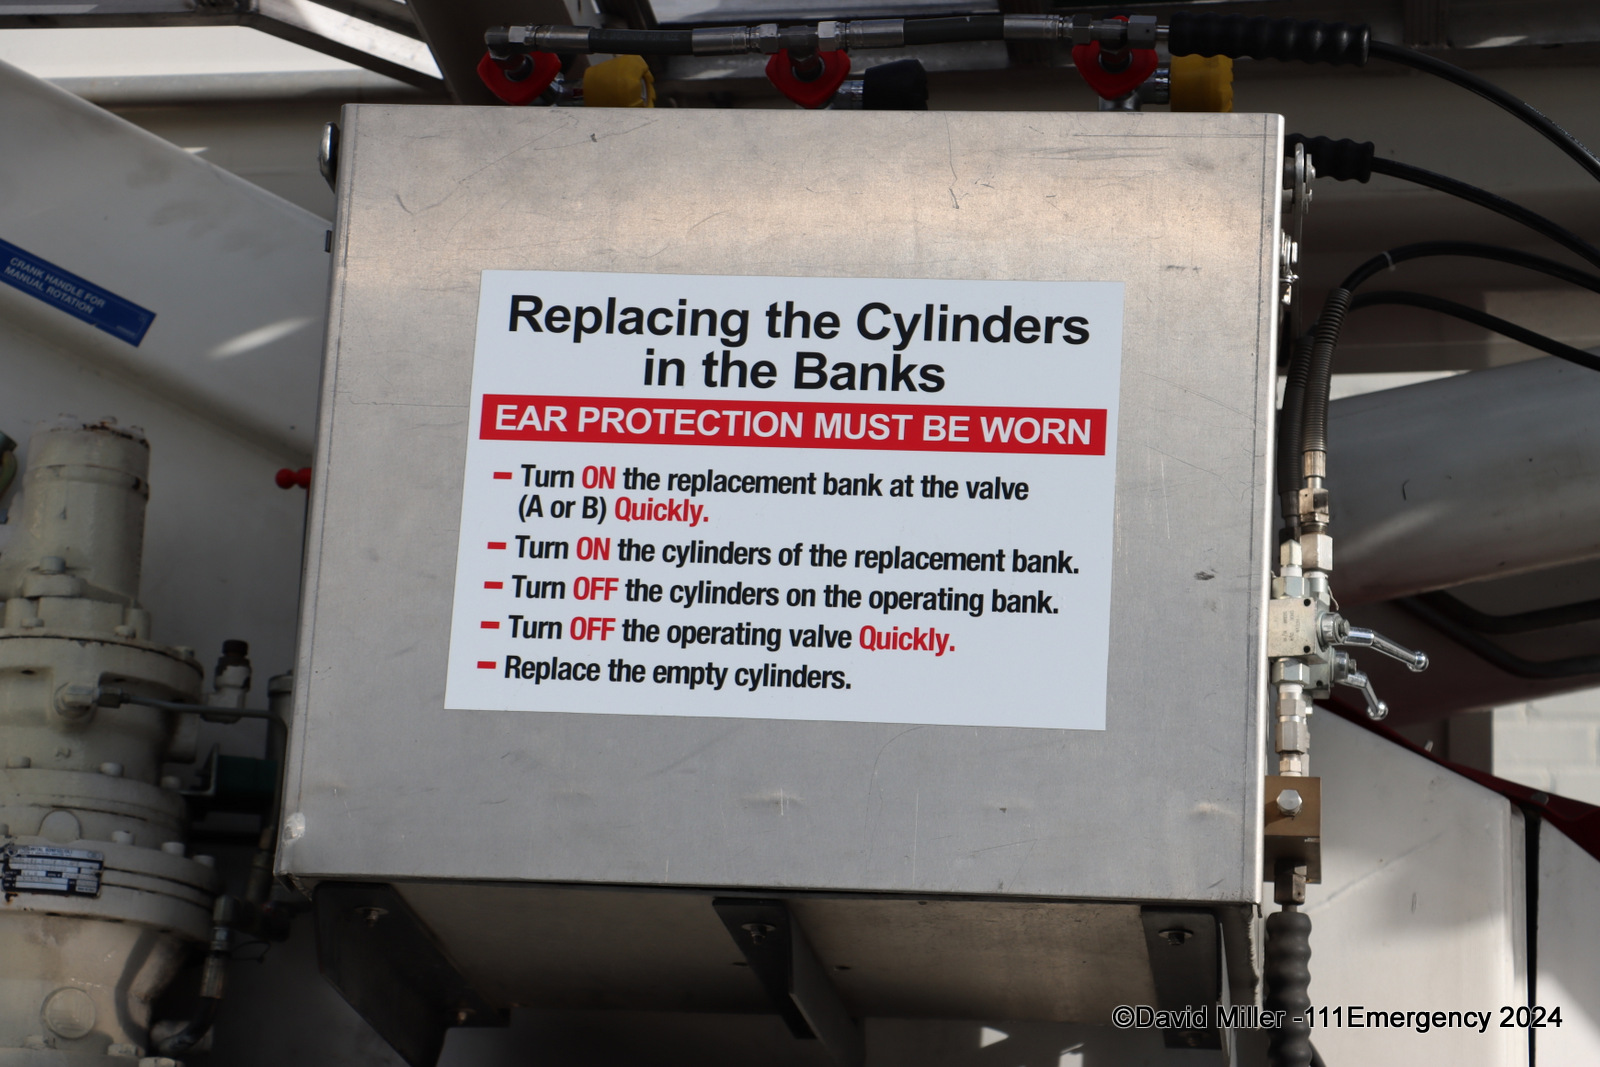 CRANK HANDLE FOR
MANUAL ROTATION
Replacing the Cylinders
in the Banks
EAR PROTECTION MUST BE WORN
- Turn ON the replacement bank at the valve
(A or B) Quickly.
- Turn ON the cylinders of the replacement bank.
- Turn OFF the cylinders on the operating bank.
- Turn OFF the operating valve Quickly.
- Replace the empty cylinders.
©David Miller -111Emergency 2024